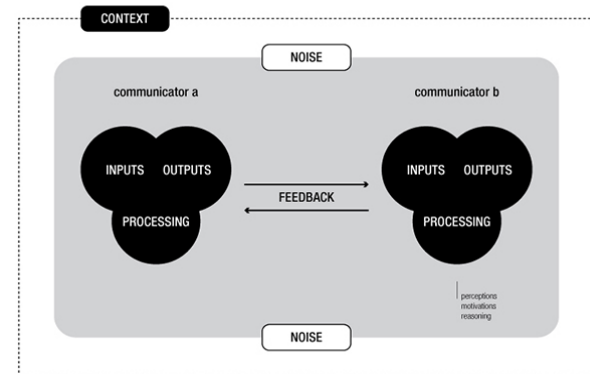 CONTEXT
NOISE
communicator a
communicator b
INPUTS OUTPUTS
INPUTS OUTPUTS
FEEDBACK
PROCESSING
PROCESSING
perceptions
motivations
reasoning
NOISE